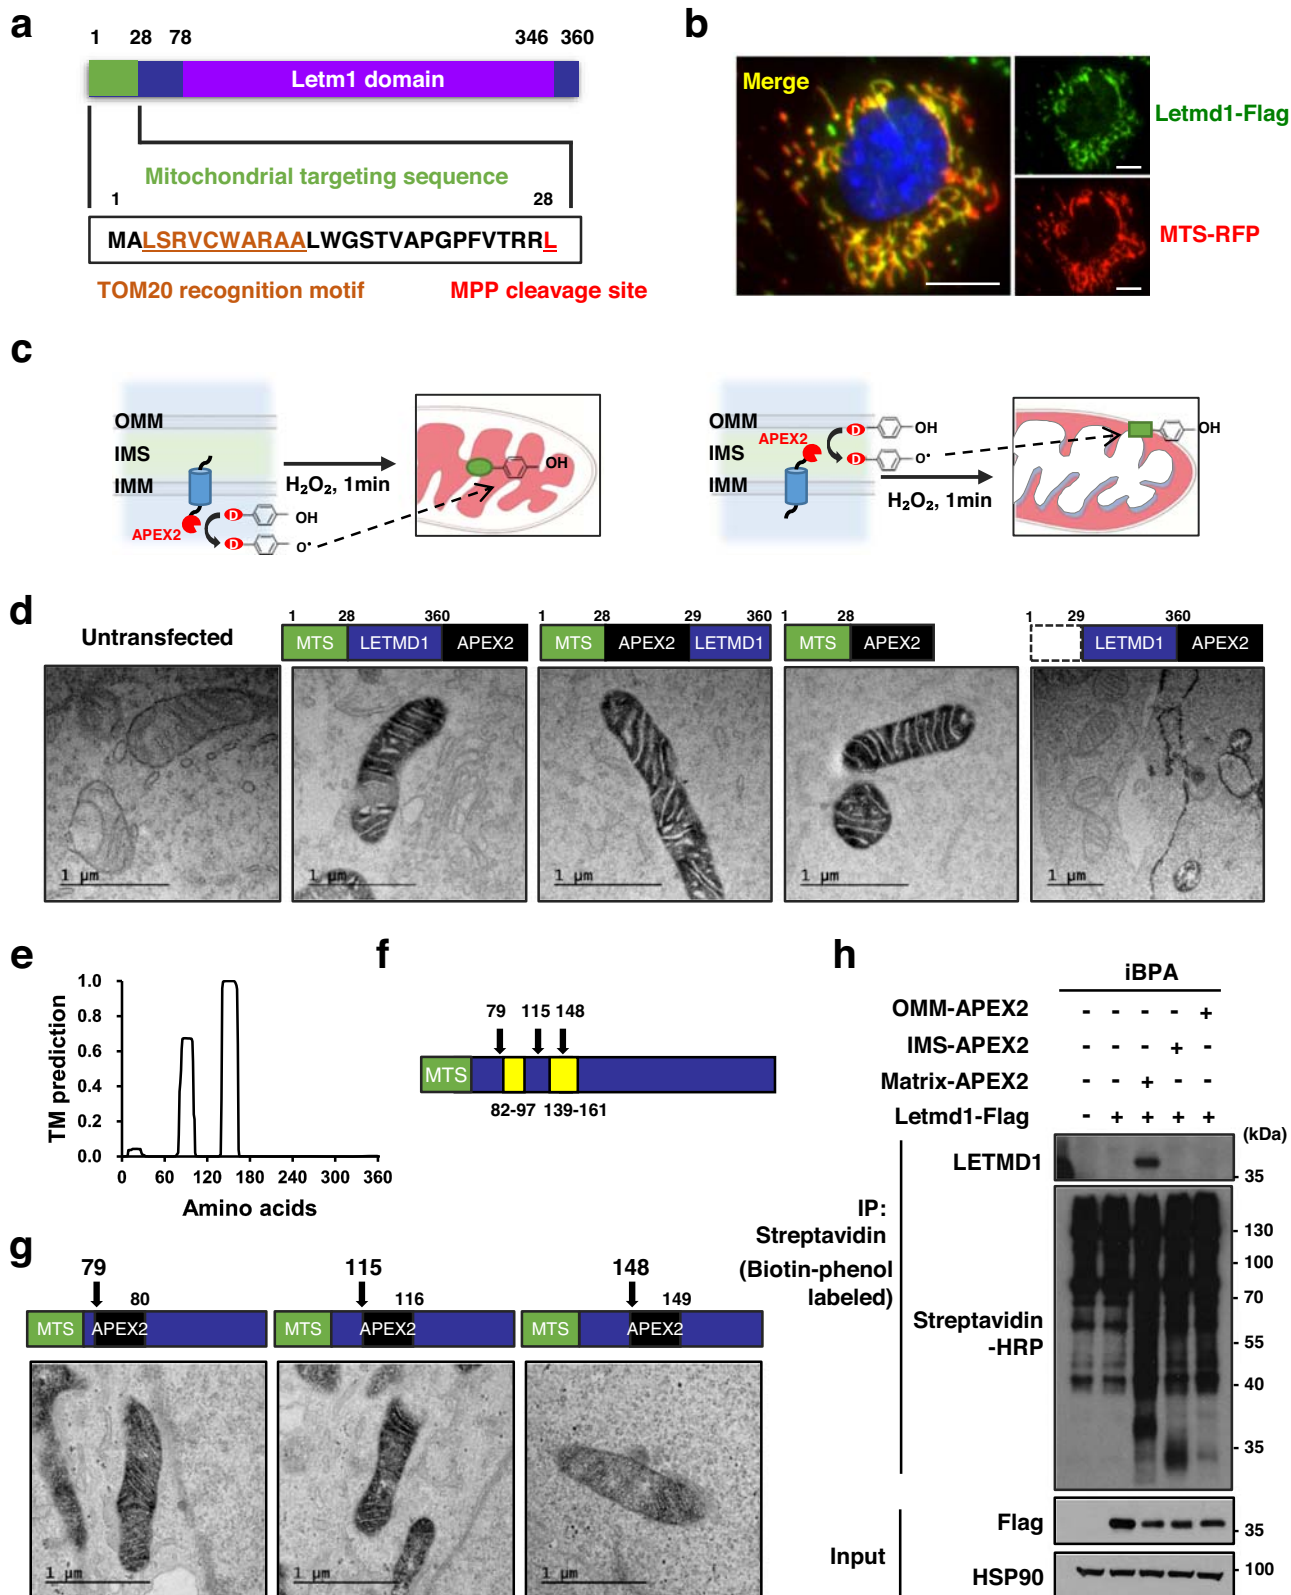 a
1 28 78 346 360
Letm1 domain
Mitochondrial targeting sequence
1 28
MALSRVCWARAALWGSTVAPGPFVTRRL
TOM20 recognition motif MPP cleavage site
b
Merge
Letmd1-Flag
MTS-RFP
c
OMM
IMS
IMM
APEX2
D OH
D O•
H₂O₂, 1min
OH
OMM
IMS
IMM
APEX2
D OH
D O•
H₂O₂, 1min
OH
d
Untransfected
1 28 360
MTS LETMD1 APEX2
1 28 29 360
MTS APEX2 LETMD1
1 28
MTS APEX2
1 29 360
LETMD1 APEX2
1 μm
1 μm
1 μm
1 μm
1 μm
e
TM prediction
1.0
0.8
0.6
0.4
0.2
0.0
0 60 120 180 240 300 360
Amino acids
f
79 115 148
MTS
82-97 139-161
g
79
80
MTS APEX2
115
116
MTS APEX2
148
149
MTS APEX2
1 μm
1 μm
1 μm
h
iBPA
OMM-APEX2 - - - - +
IMS-APEX2 - - - + -
Matrix-APEX2 - - + - -
Letmd1-Flag - + + + +
(kDa)
LETMD1
- 35
IP:
Streptavidin
(Biotin-phenol
labeled)
Streptavidin
-HRP
- 130
- 100
- 70
- 55
- 40
- 35
Input
Flag
- 35
HSP90
- 100